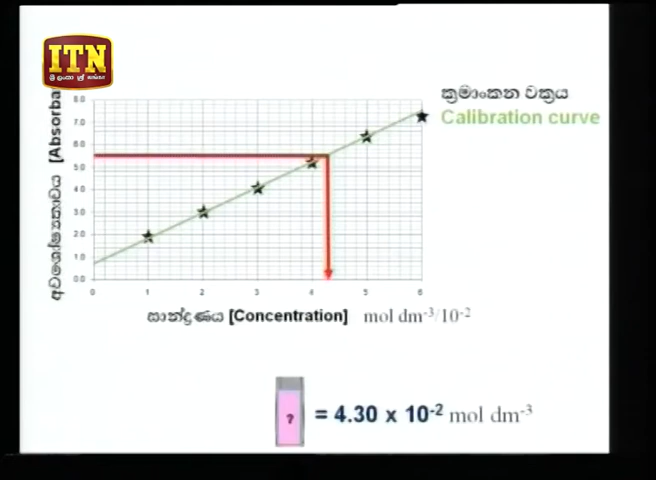 ITN
ශ්‍රී ලංකා ශ්‍රේ නාමය
ක්‍රමාංකන වක්‍රය
Calibration curve
අවශෝෂකතාවය [Absorba
8.0
7.0
6.0
5.0
4.0
3.0
2.0
1.0
0.0
0 1 2 3 4 5 6
සාන්ද්‍රණය [Concentration] mol dm⁻³/10⁻²
? = 4.30 x 10⁻² mol dm⁻³